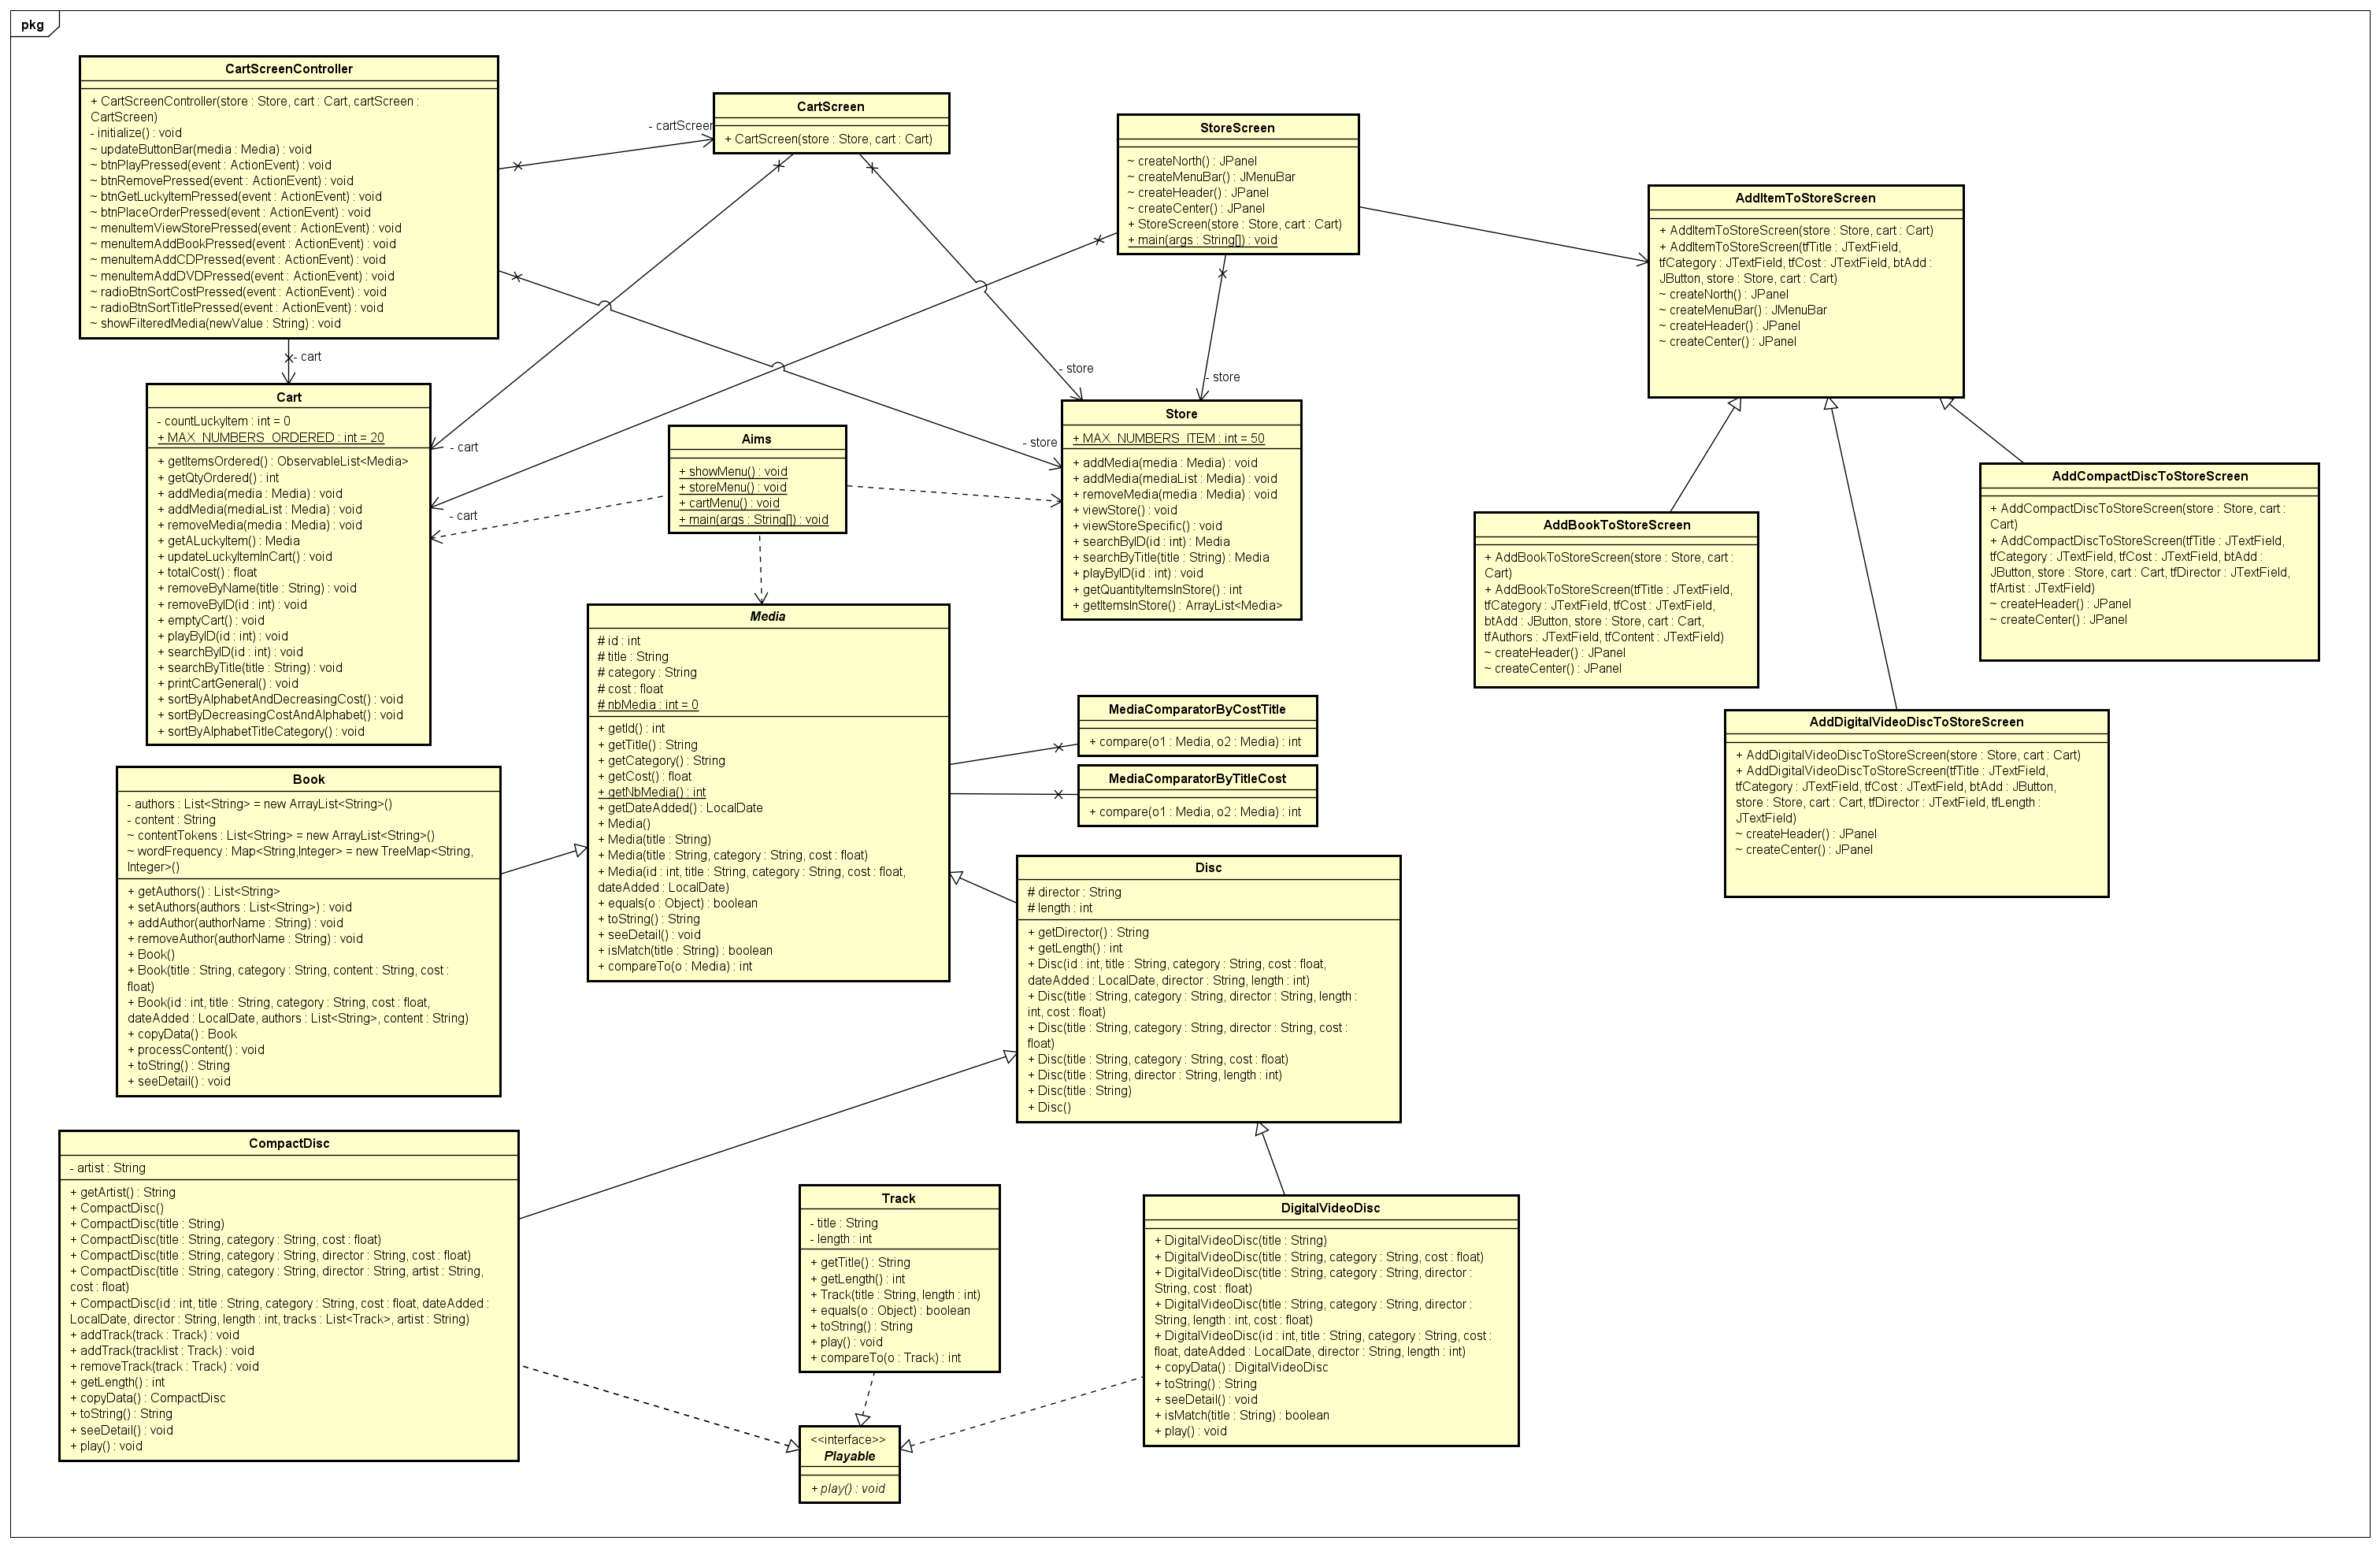 pkg
CartScreenController
+ CartScreenController(store : Store, cart : Cart, cartScreen :
CartScreen)
- initialize() : void
~ updateButtonBar(media : Media) : void
~ btnPlayPressed(event : ActionEvent) : void
~ btnRemovePressed(event : ActionEvent) : void
~ btnGetLuckyItemPressed(event : ActionEvent) : void
~ btnPlaceOrderPressed(event : ActionEvent) : void
~ menuItemViewStorePressed(event : ActionEvent) : void
~ menuItemAddBookPressed(event : ActionEvent) : void
~ menuItemAddCDPressed(event : ActionEvent) : void
~ menuItemAddDVDPressed(event : ActionEvent) : void
~ radioBtnSortCostPressed(event : ActionEvent) : void
~ radioBtnSortTitlePressed(event : ActionEvent) : void
~ showFilteredMedia(newValue : String) : void
- cartScreen
CartScreen
+ CartScreen(store : Store, cart : Cart)
StoreScreen
~ createNorth() : JPanel
~ createMenuBar() : JMenuBar
~ createHeader() : JPanel
~ createCenter() : JPanel
+ StoreScreen(store : Store, cart : Cart)
+ main(args : String[]) : void
AddItemToStoreScreen
+ AddItemToStoreScreen(store : Store, cart : Cart)
+ AddItemToStoreScreen(tfTitle : JTextField,
tfCategory : JTextField, tfCost : JTextField, btAdd :
JButton, store : Store, cart : Cart)
~ createNorth() : JPanel
~ createMenuBar() : JMenuBar
~ createHeader() : JPanel
~ createCenter() : JPanel
- cart
- store
- store
- store
- cart
- cart
Cart
- countLuckyItem : int = 0
+ MAX_NUMBERS_ORDERED : int = 20
+ getItemsOrdered() : ObservableList<Media>
+ getQtyOrdered() : int
+ addMedia(media : Media) : void
+ addMedia(mediaList : Media) : void
+ removeMedia(media : Media) : void
+ getALuckyItem() : Media
+ updateLuckyItemInCart() : void
+ totalCost() : float
+ removeByName(title : String) : void
+ removeByID(id : int) : void
+ emptyCart() : void
+ playByID(id : int) : void
+ searchByID(id : int) : void
+ searchByTitle(title : String) : void
+ printCartGeneral() : void
+ sortByAlphabetAndDecreasingCost() : void
+ sortByDecreasingCostAndAlphabet() : void
+ sortByAlphabetTitleCategory() : void
Aims
+ showMenu() : void
+ storeMenu() : void
+ cartMenu() : void
+ main(args : String[]) : void
Store
+ MAX_NUMBERS_ITEM : int = 50
+ addMedia(media : Media) : void
+ addMedia(mediaList : Media) : void
+ removeMedia(media : Media) : void
+ viewStore() : void
+ viewStoreSpecific() : void
+ searchByID(id : int) : Media
+ searchByTitle(title : String) : Media
+ playByID(id : int) : void
+ getQuantityItemsInStore() : int
+ getItemsInStore() : ArrayList<Media>
AddBookToStoreScreen
+ AddBookToStoreScreen(store : Store, cart :
Cart)
+ AddBookToStoreScreen(tfTitle : JTextField,
tfCategory : JTextField, tfCost : JTextField,
btAdd : JButton, store : Store, cart : Cart,
tfAuthors : JTextField, tfContent : JTextField)
~ createHeader() : JPanel
~ createCenter() : JPanel
AddCompactDiscToStoreScreen
+ AddCompactDiscToStoreScreen(store : Store, cart :
Cart)
+ AddCompactDiscToStoreScreen(tfTitle : JTextField,
tfCategory : JTextField, tfCost : JTextField, btAdd :
JButton, store : Store, cart : Cart, tfDirector : JTextField,
tfArtist : JTextField)
~ createHeader() : JPanel
~ createCenter() : JPanel
AddDigitalVideoDiscToStoreScreen
+ AddDigitalVideoDiscToStoreScreen(store : Store, cart : Cart)
+ AddDigitalVideoDiscToStoreScreen(tfTitle : JTextField,
tfCategory : JTextField, tfCost : JTextField, btAdd : JButton,
store : Store, cart : Cart, tfDirector : JTextField, tfLength :
JTextField)
~ createHeader() : JPanel
~ createCenter() : JPanel
Media
# id : int
# title : String
# category : String
# cost : float
# nbMedia : int = 0
+ getId() : int
+ getTitle() : String
+ getCategory() : String
+ getCost() : float
+ getNbMedia() : int
+ getDateAdded() : LocalDate
+ Media()
+ Media(title : String)
+ Media(title : String, category : String, cost : float)
+ Media(id : int, title : String, category : String, cost : float,
dateAdded : LocalDate)
+ equals(o : Object) : boolean
+ toString() : String
+ seeDetail() : void
+ isMatch(title : String) : boolean
+ compareTo(o : Media) : int
MediaComparatorByCostTitle
+ compare(o1 : Media, o2 : Media) : int
MediaComparatorByTitleCost
+ compare(o1 : Media, o2 : Media) : int
Book
- authors : List<String> = new ArrayList<String>()
- content : String
~ contentTokens : List<String> = new ArrayList<String>()
~ wordFrequency : Map<String,Integer> = new TreeMap<String,
Integer>()
+ getAuthors() : List<String>
+ setAuthors(authors : List<String>) : void
+ addAuthor(authorName : String) : void
+ removeAuthor(authorName : String) : void
+ Book()
+ Book(title : String, category : String, content : String, cost :
float)
+ Book(id : int, title : String, category : String, cost : float,
dateAdded : LocalDate, authors : List<String>, content : String)
+ copyData() : Book
+ processContent() : void
+ toString() : String
+ seeDetail() : void
Disc
# director : String
# length : int
+ getDirector() : String
+ getLength() : int
+ Disc(id : int, title : String, category : String, cost : float,
dateAdded : LocalDate, director : String, length : int)
+ Disc(title : String, category : String, director : String, length :
int, cost : float)
+ Disc(title : String, category : String, director : String, cost :
float)
+ Disc(title : String, category : String, cost : float)
+ Disc(title : String, director : String, length : int)
+ Disc(title : String)
+ Disc()
CompactDisc
- artist : String
+ getArtist() : String
+ CompactDisc()
+ CompactDisc(title : String)
+ CompactDisc(title : String, category : String, cost : float)
+ CompactDisc(title : String, category : String, director : String, cost : float)
+ CompactDisc(title : String, category : String, director : String, artist : String,
cost : float)
+ CompactDisc(id : int, title : String, category : String, cost : float, dateAdded :
LocalDate, director : String, length : int, tracks : List<Track>, artist : String)
+ addTrack(track : Track) : void
+ addTrack(tracklist : Track) : void
+ removeTrack(track : Track) : void
+ getLength() : int
+ copyData() : CompactDisc
+ toString() : String
+ seeDetail() : void
+ play() : void
Track
- title : String
- length : int
+ getTitle() : String
+ getLength() : int
+ Track(title : String, length : int)
+ equals(o : Object) : boolean
+ toString() : String
+ play() : void
+ compareTo(o : Track) : int
DigitalVideoDisc
+ DigitalVideoDisc(title : String)
+ DigitalVideoDisc(title : String, category : String, cost : float)
+ DigitalVideoDisc(title : String, category : String, director :
String, cost : float)
+ DigitalVideoDisc(title : String, category : String, director :
String, length : int, cost : float)
+ DigitalVideoDisc(id : int, title : String, category : String, cost :
float, dateAdded : LocalDate, director : String, length : int)
+ copyData() : DigitalVideoDisc
+ toString() : String
+ seeDetail() : void
+ isMatch(title : String) : boolean
+ play() : void
<<interface>>
Playable
+ play() : void